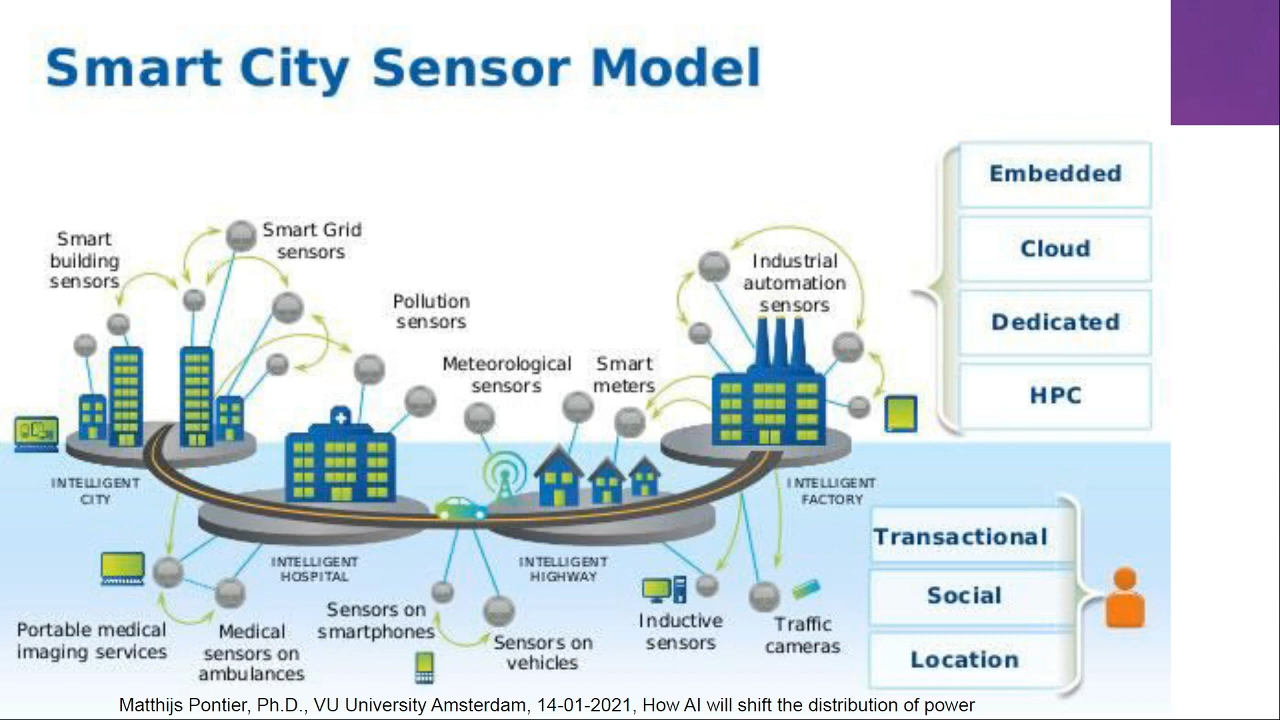 Smart City Sensor Model
Smart
building
sensors
Smart Grid
sensors
Pollution
sensors
Meteorological
sensors
Smart
meters
Industrial
automation
sensors
Embedded
Cloud
Dedicated
HPC
INTELLIGENT
CITY
INTELLIGENT
HOSPITAL
INTELLIGENT
HIGHWAY
INTELLIGENT
FACTORY
Portable medical
imaging services
Medical
sensors on
ambulances
Sensors on
smartphones
Sensors on
vehicles
Inductive
sensors
Traffic
cameras
Transactional
Social
Location
Matthijs Pontier, Ph.D., VU University Amsterdam, 14-01-2021, How AI will shift the distribution of power